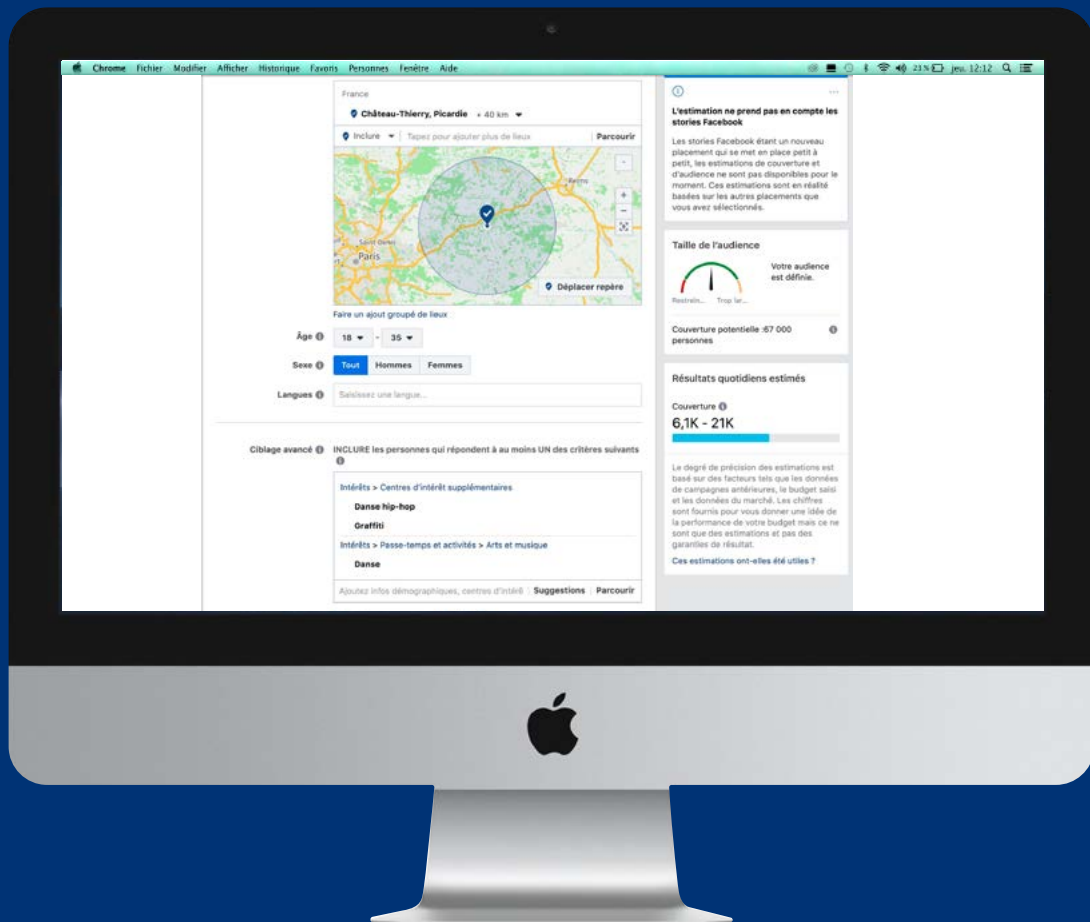 Chrome Fichier Modifier Afficher Historique Favoris Personnes Fenêtre Aide
23 % jeu. 12:12
France
Château-Thierry, Picardie + 40 km
Inclure Tapez pour ajouter plus de lieux Parcourir
Reims
Saint Denis
Paris
Déplacer repère
Faire un ajout groupé de lieux
Âge 18 - 35
Sexe Tout Hommes Femmes
Langues Saisissez une langue...
Ciblage avancé INCLURE les personnes qui répondent à au moins UN des critères suivants
Intérêts > Centres d'intérêt supplémentaires
Danse hip-hop
Graffiti
Intérêts > Passe-temps et activités > Arts et musique
Danse
Ajoutez infos démographiques, centres d'intérê Suggestions Parcourir
L'estimation ne prend pas en compte les
stories Facebook
Les stories Facebook étant un nouveau
placement qui se met en place petit à
petit, les estimations de couverture et
d'audience ne sont pas disponibles pour le
moment. Ces estimations sont en réalité
basées sur les autres placements que
vous avez sélectionnés.
Taille de l'audience
Votre audience
est définie.
Restrein... Trop lar...
Couverture potentielle :67 000
personnes
Résultats quotidiens estimés
Couverture
6,1K - 21K
Le degré de précision des estimations est
basé sur des facteurs tels que les données
de campagnes antérieures, le budget saisi
et les données du marché. Les chiffres
sont fournis pour vous donner une idée de
la performance de votre budget mais ce ne
sont que des estimations et pas des
garanties de résultat.
Ces estimations ont-elles été utiles ?